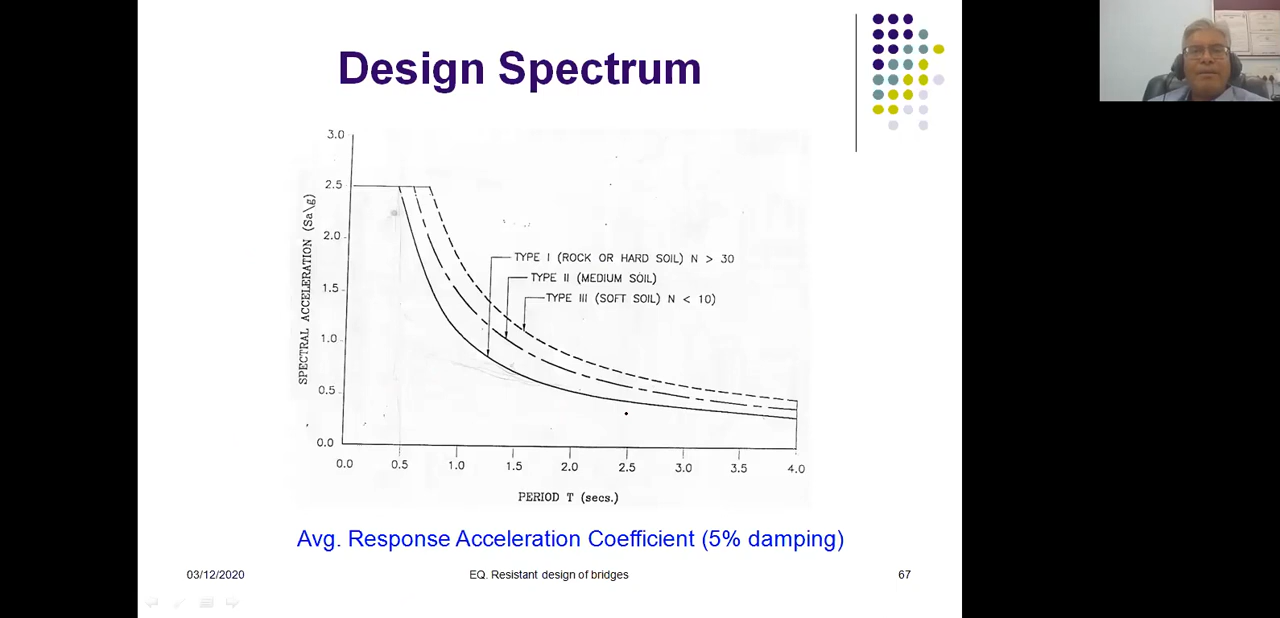 Design Spectrum
3.0
2.5
2.0
1.5
1.0
0.5
0.0
SPECTRAL ACCELERATION (Sa\g)
TYPE I (ROCK OR HARD SOIL) N > 30
TYPE II (MEDIUM SOIL)
TYPE III (SOFT SOIL) N < 10)
0.0 0.5 1.0 1.5 2.0 2.5 3.0 3.5 4.0
PERIOD T (secs.)
Avg. Response Acceleration Coefficient (5% damping)
03/12/2020 EQ. Resistant design of bridges 67